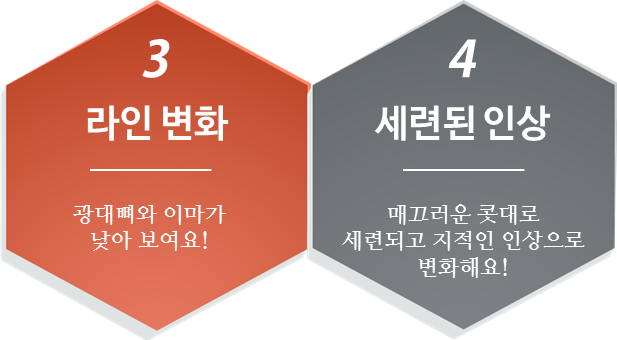 3
라인 변화
광대뼈와 이마가
낮아 보여요!
4
세련된 인상
매끄러운 콧대로
세련되고 지적인 인상으로
변화해요!